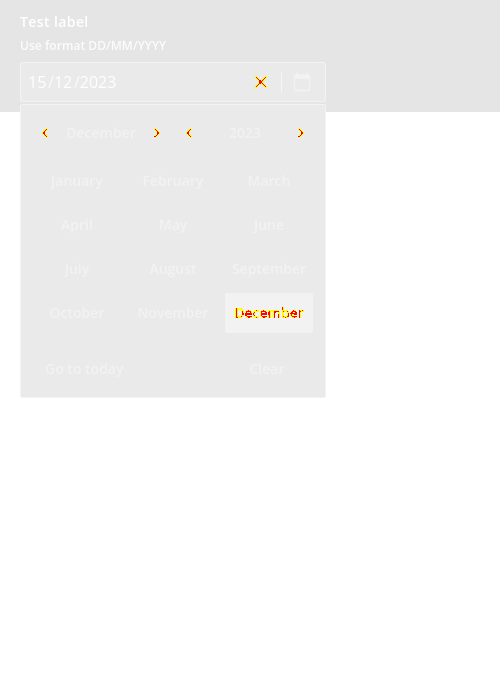 Test label
Use format DD/MM/YYYY
15/12/2023
December 2023
January February March
April May June
July August September
October November December
Go to today Clear